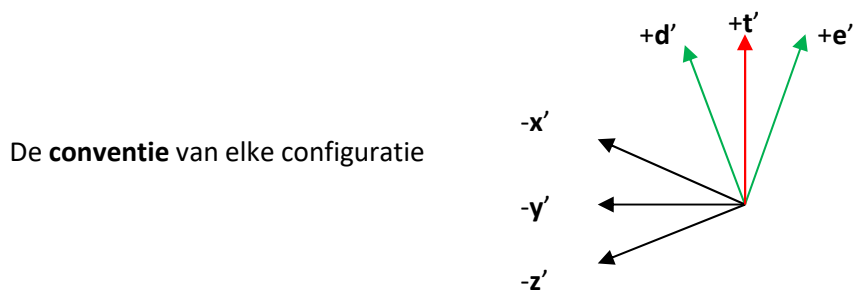 +d’ +t’ +e’
-x’
De conventie van elke configuratie
-y’
-z’